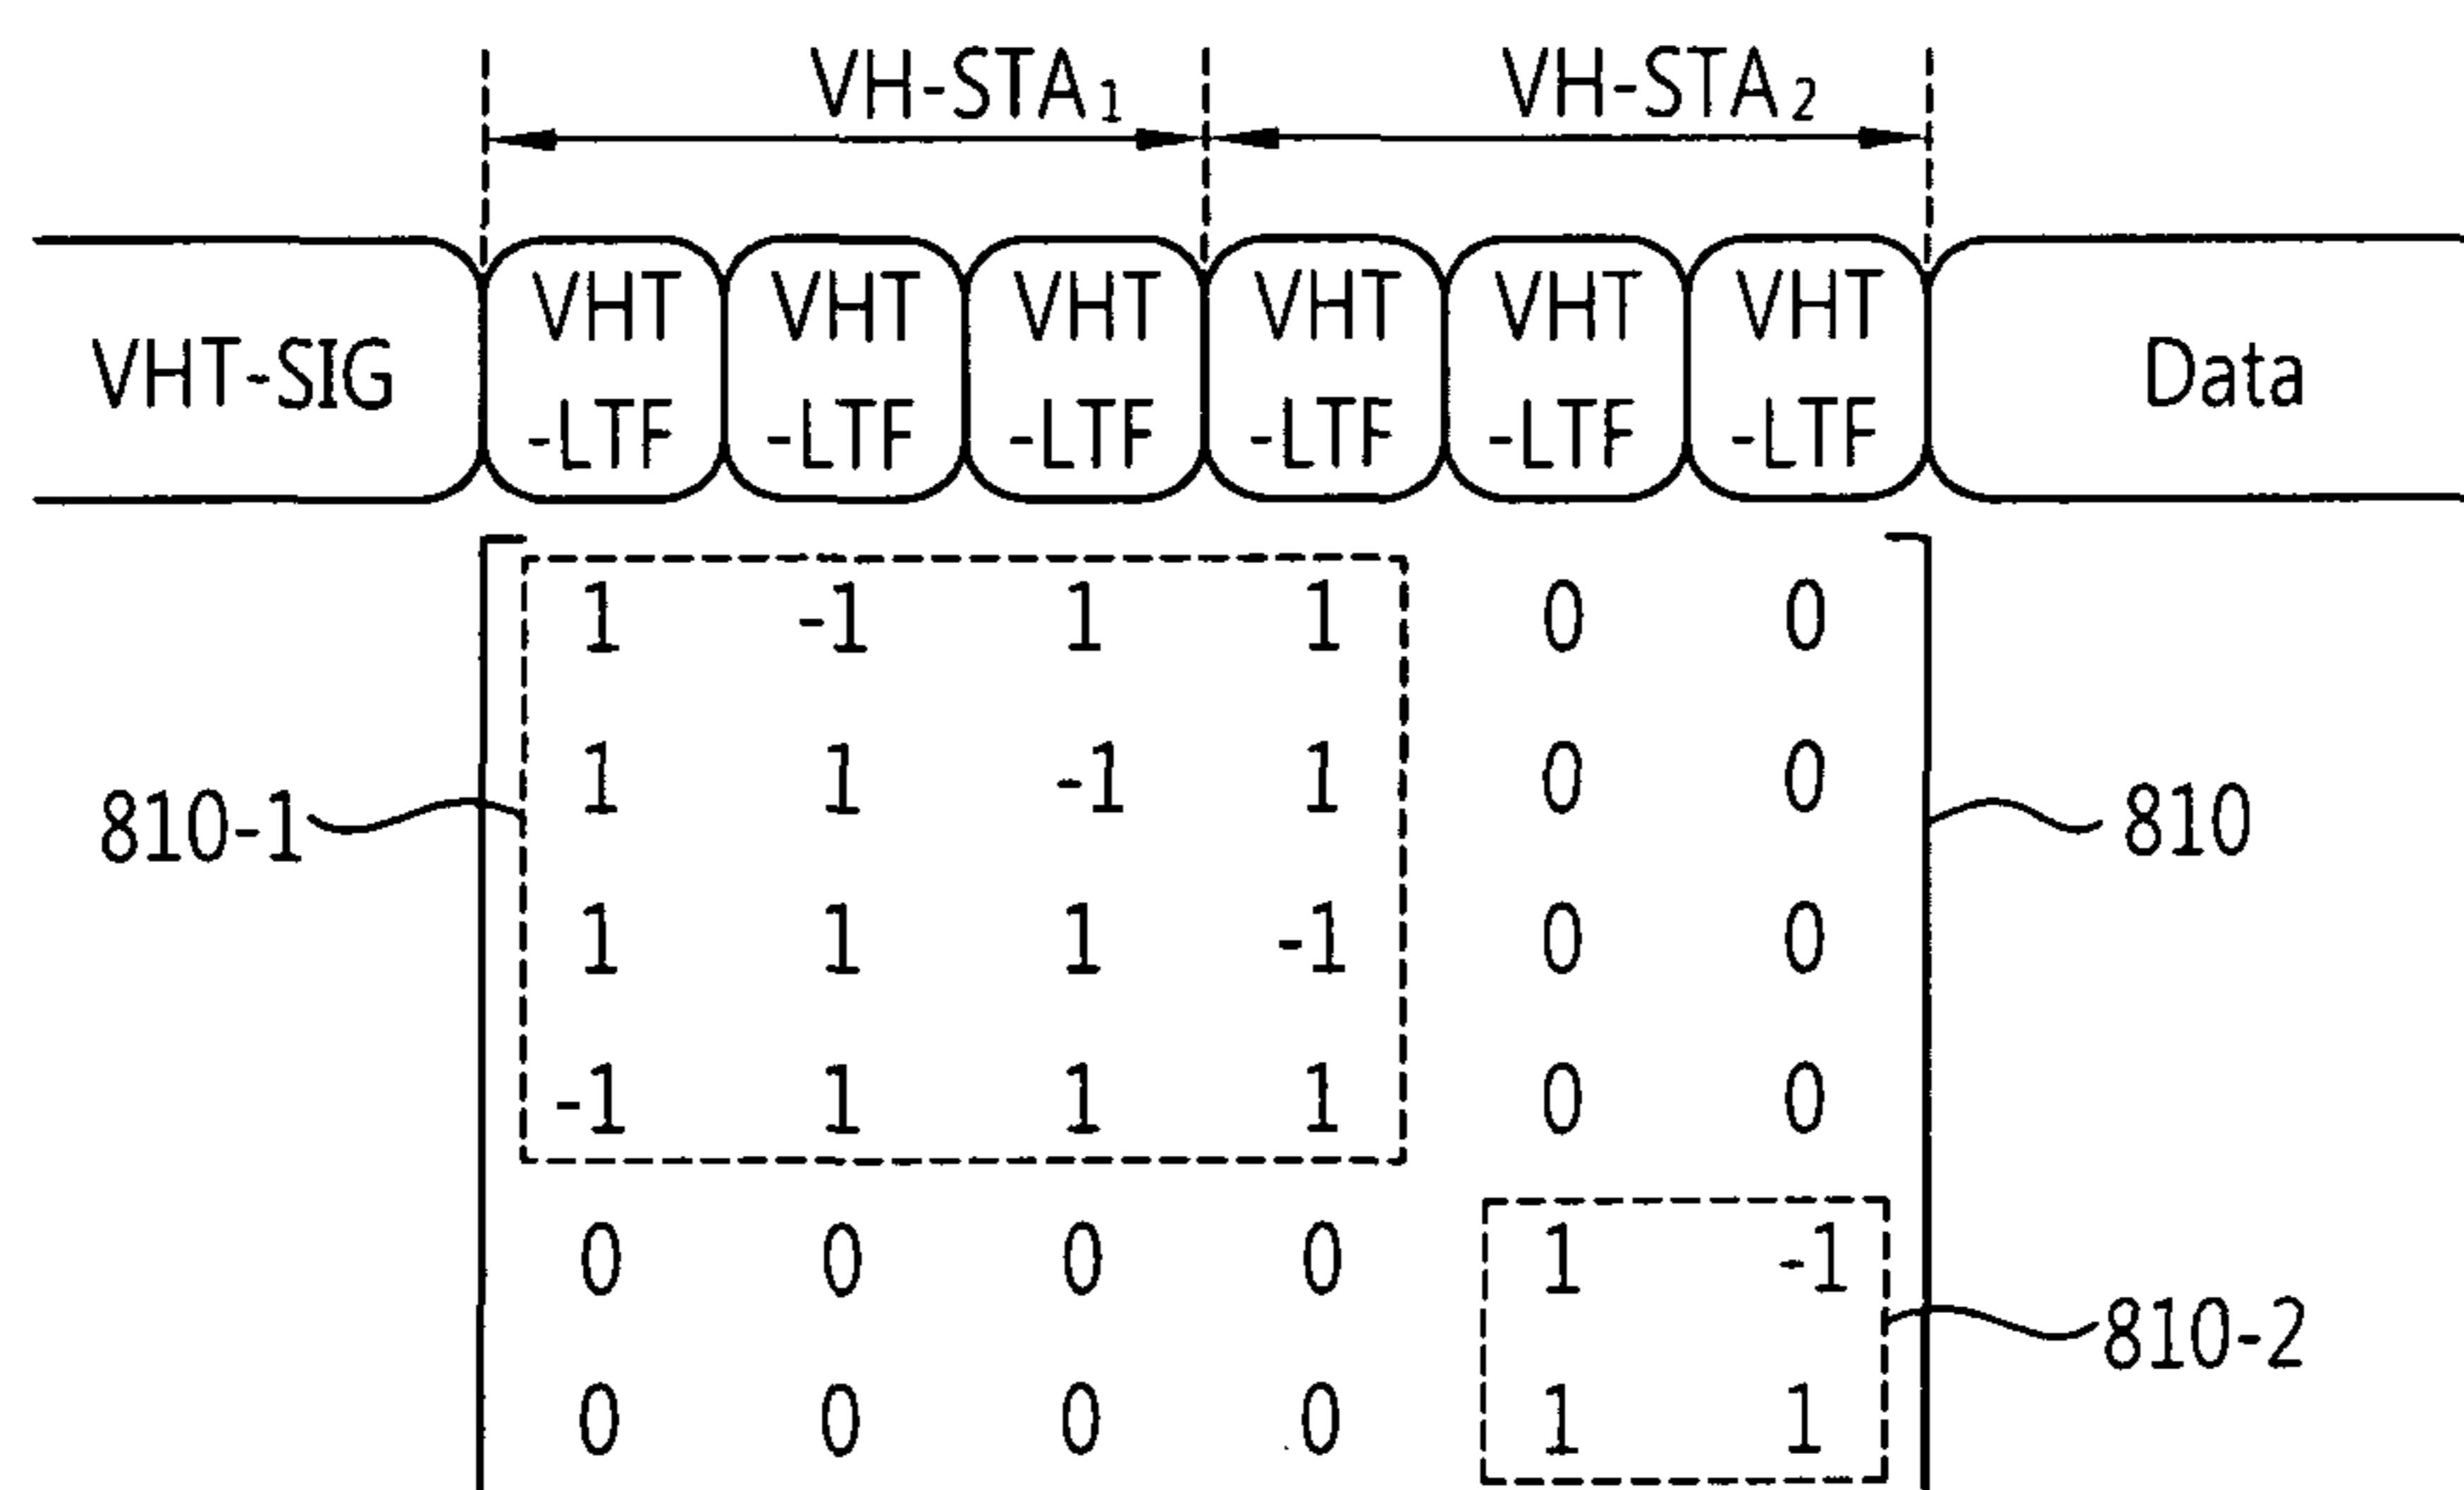 VH-STA1 VH-STA2
VHT-SIG VHT -LTF VHT -LTF VHT -LTF VHT -LTF VHT -LTF VHT -LTF Data
1 -1 1 1 0 0
810-1 1 1 -1 1 0 0 810
1 1 1 -1 0 0
-1 1 1 1 0 0
0 0 0 0 1 -1
810-2
0 0 0 0 1 1